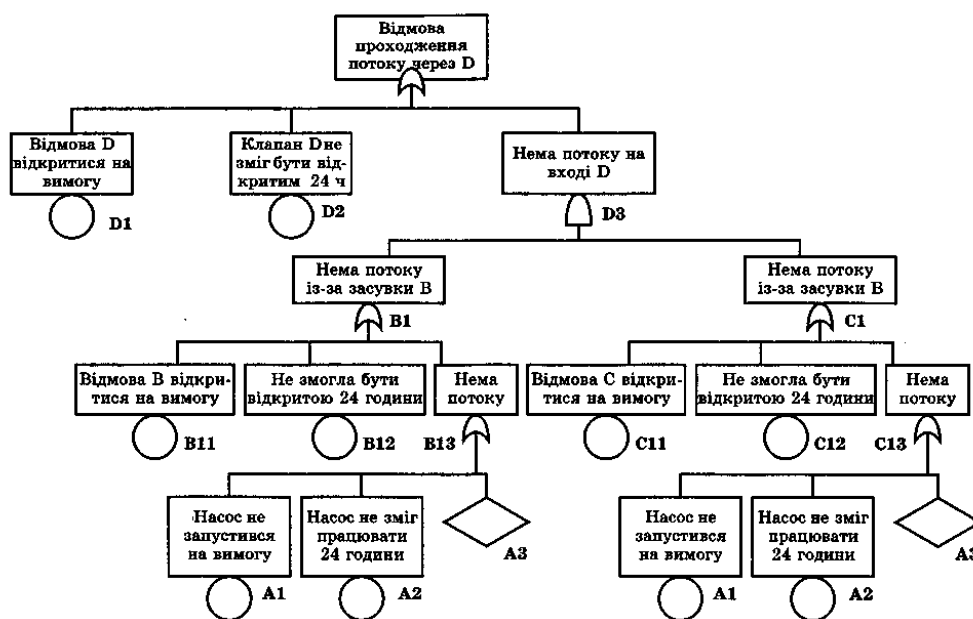 Відмова
проходження
потоку через D
Відмова D
відкритися на
вимогу
D1
Клапан D не
зміг бути від-
критим 24 ч
D2
Нема потоку на
вході D
D3
Нема потоку
із-за засувки B
B1
Нема потоку
із-за засувки B
C1
Відмова B відкри-
тися на вимогу
B11
Не змогла бути
відкритою 24 години
B12
Нема
потоку
B13
Відмова C відкри-
тися на вимогу
C11
Не змогла бути
відкритою 24 години
C12
Нема
потоку
C13
Насос не
запустився
на вимогу
A1
Насос не зміг
працювати
24 години
A2
A3
Насос не
запустився
на вимогу
A1
Насос не зміг
працювати
24 години
A2
A3